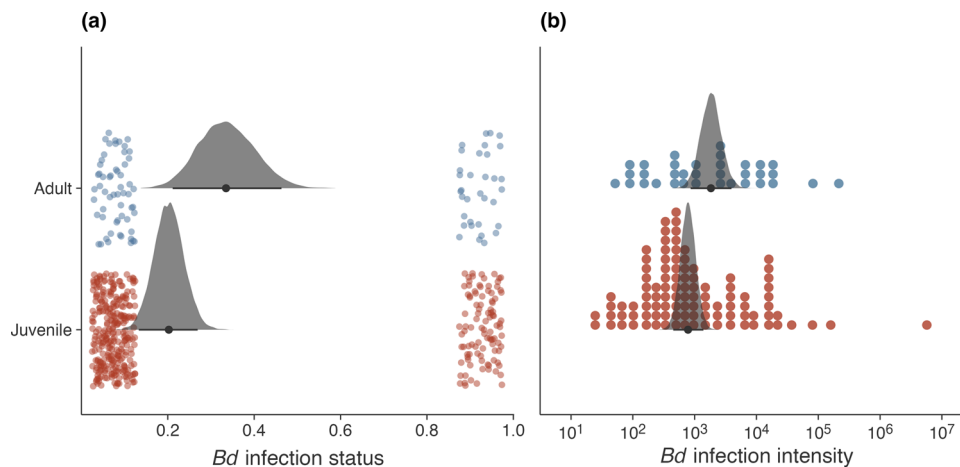 (a) (b)
Adult
Juvenile
0.2 0.4 0.6 0.8 1.0 10¹ 10² 10³ 10⁴ 10⁵ 10⁶ 10⁷
Bd infection status Bd infection intensity